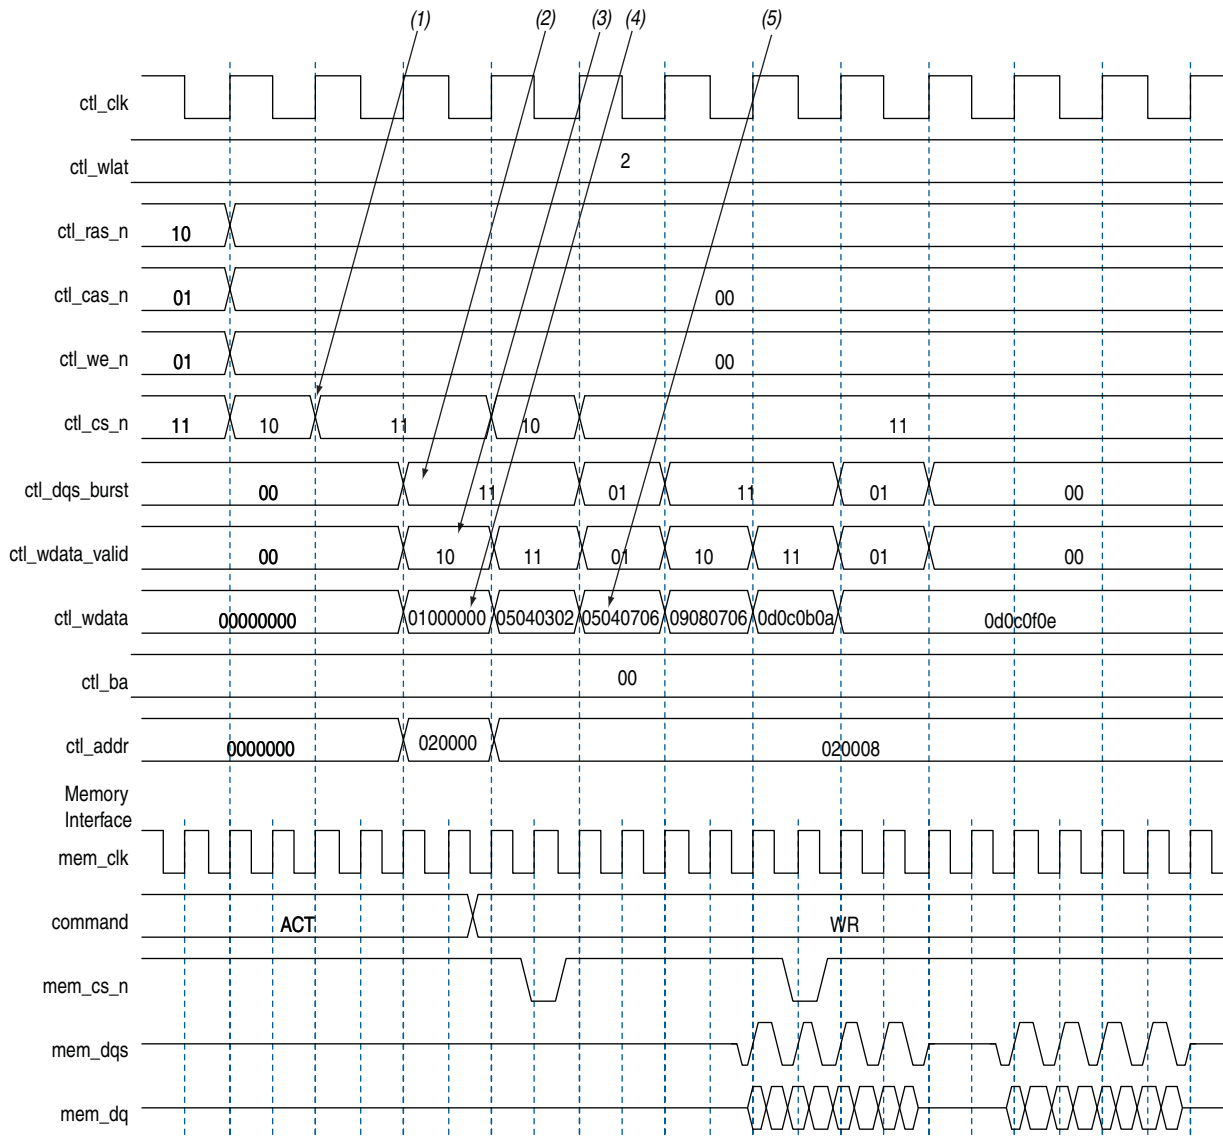 (1) (2) (3) (4) (5)
ctl_clk
ctl_wlat 2
ctl_ras_n 10
ctl_cas_n 01 00
ctl_we_n 01 00
ctl_cs_n 11 10 11 10 11
ctl_dqs_burst 00 11 01 11 01 00
ctl_wdata_valid 00 10 11 01 10 11 01 00
ctl_wdata 00000000 01000000 05040302 05040706 09080706 0d0c0b0a 0d0c0f0e
ctl_ba 00
ctl_addr 0000000 020000 020008
Memory
Interface
mem_clk
command ACT WR
mem_cs_n
mem_dqs
mem_dq